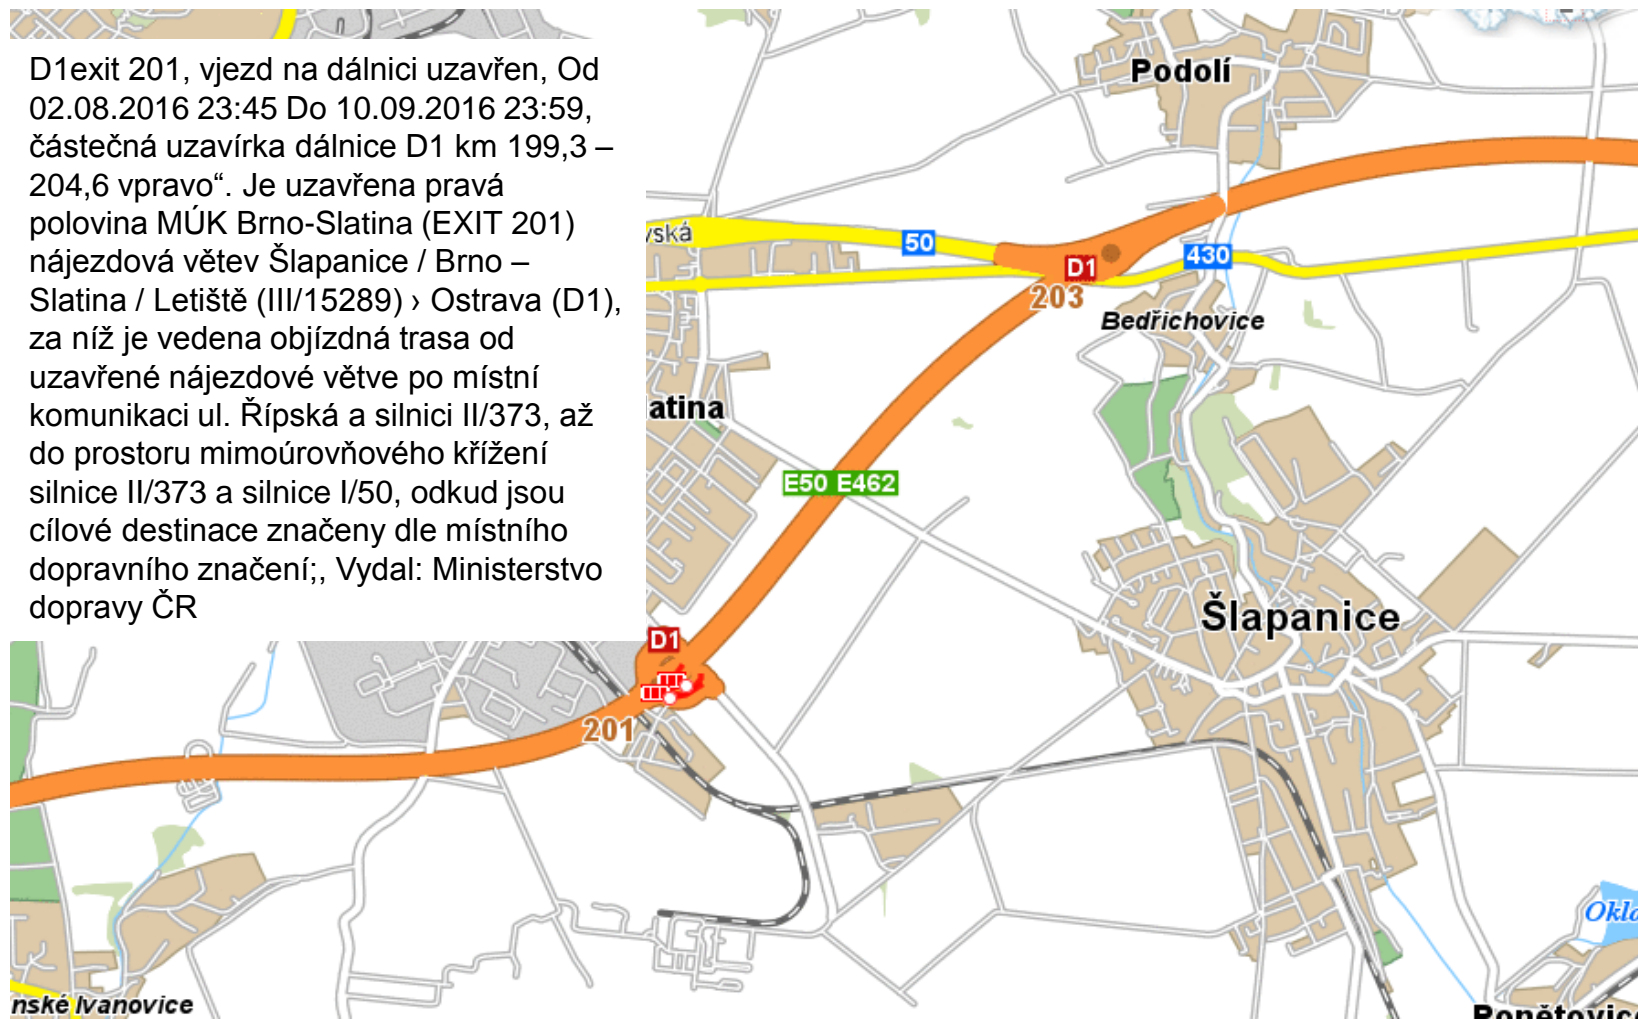 D1exit 201, vjezd na dálnici uzavřen, Od
02.08.2016 23:45 Do 10.09.2016 23:59,
částečná uzavírka dálnice D1 km 199,3 –
204,6 vpravo“. Je uzavřena pravá
polovina MÚK Brno-Slatina (EXIT 201)
nájezdová větev Šlapanice / Brno –
Slatina / Letiště (III/15289) › Ostrava (D1),
za níž je vedena objízdná trasa od
uzavřené nájezdové větve po místní
komunikaci ul. Řípská a silnici II/373, až
do prostoru mimoúrovňového křížení
silnice II/373 a silnice I/50, odkud jsou
cílové destinace značeny dle místního
dopravního značení;, Vydal: Ministerstvo
dopravy ČR
Podolí
vská
50
430
D1
203
Bedřichovice
latina
E50 E462
Šlapanice
D1
201
Oklo
nské Ivanovice
Ponětovice